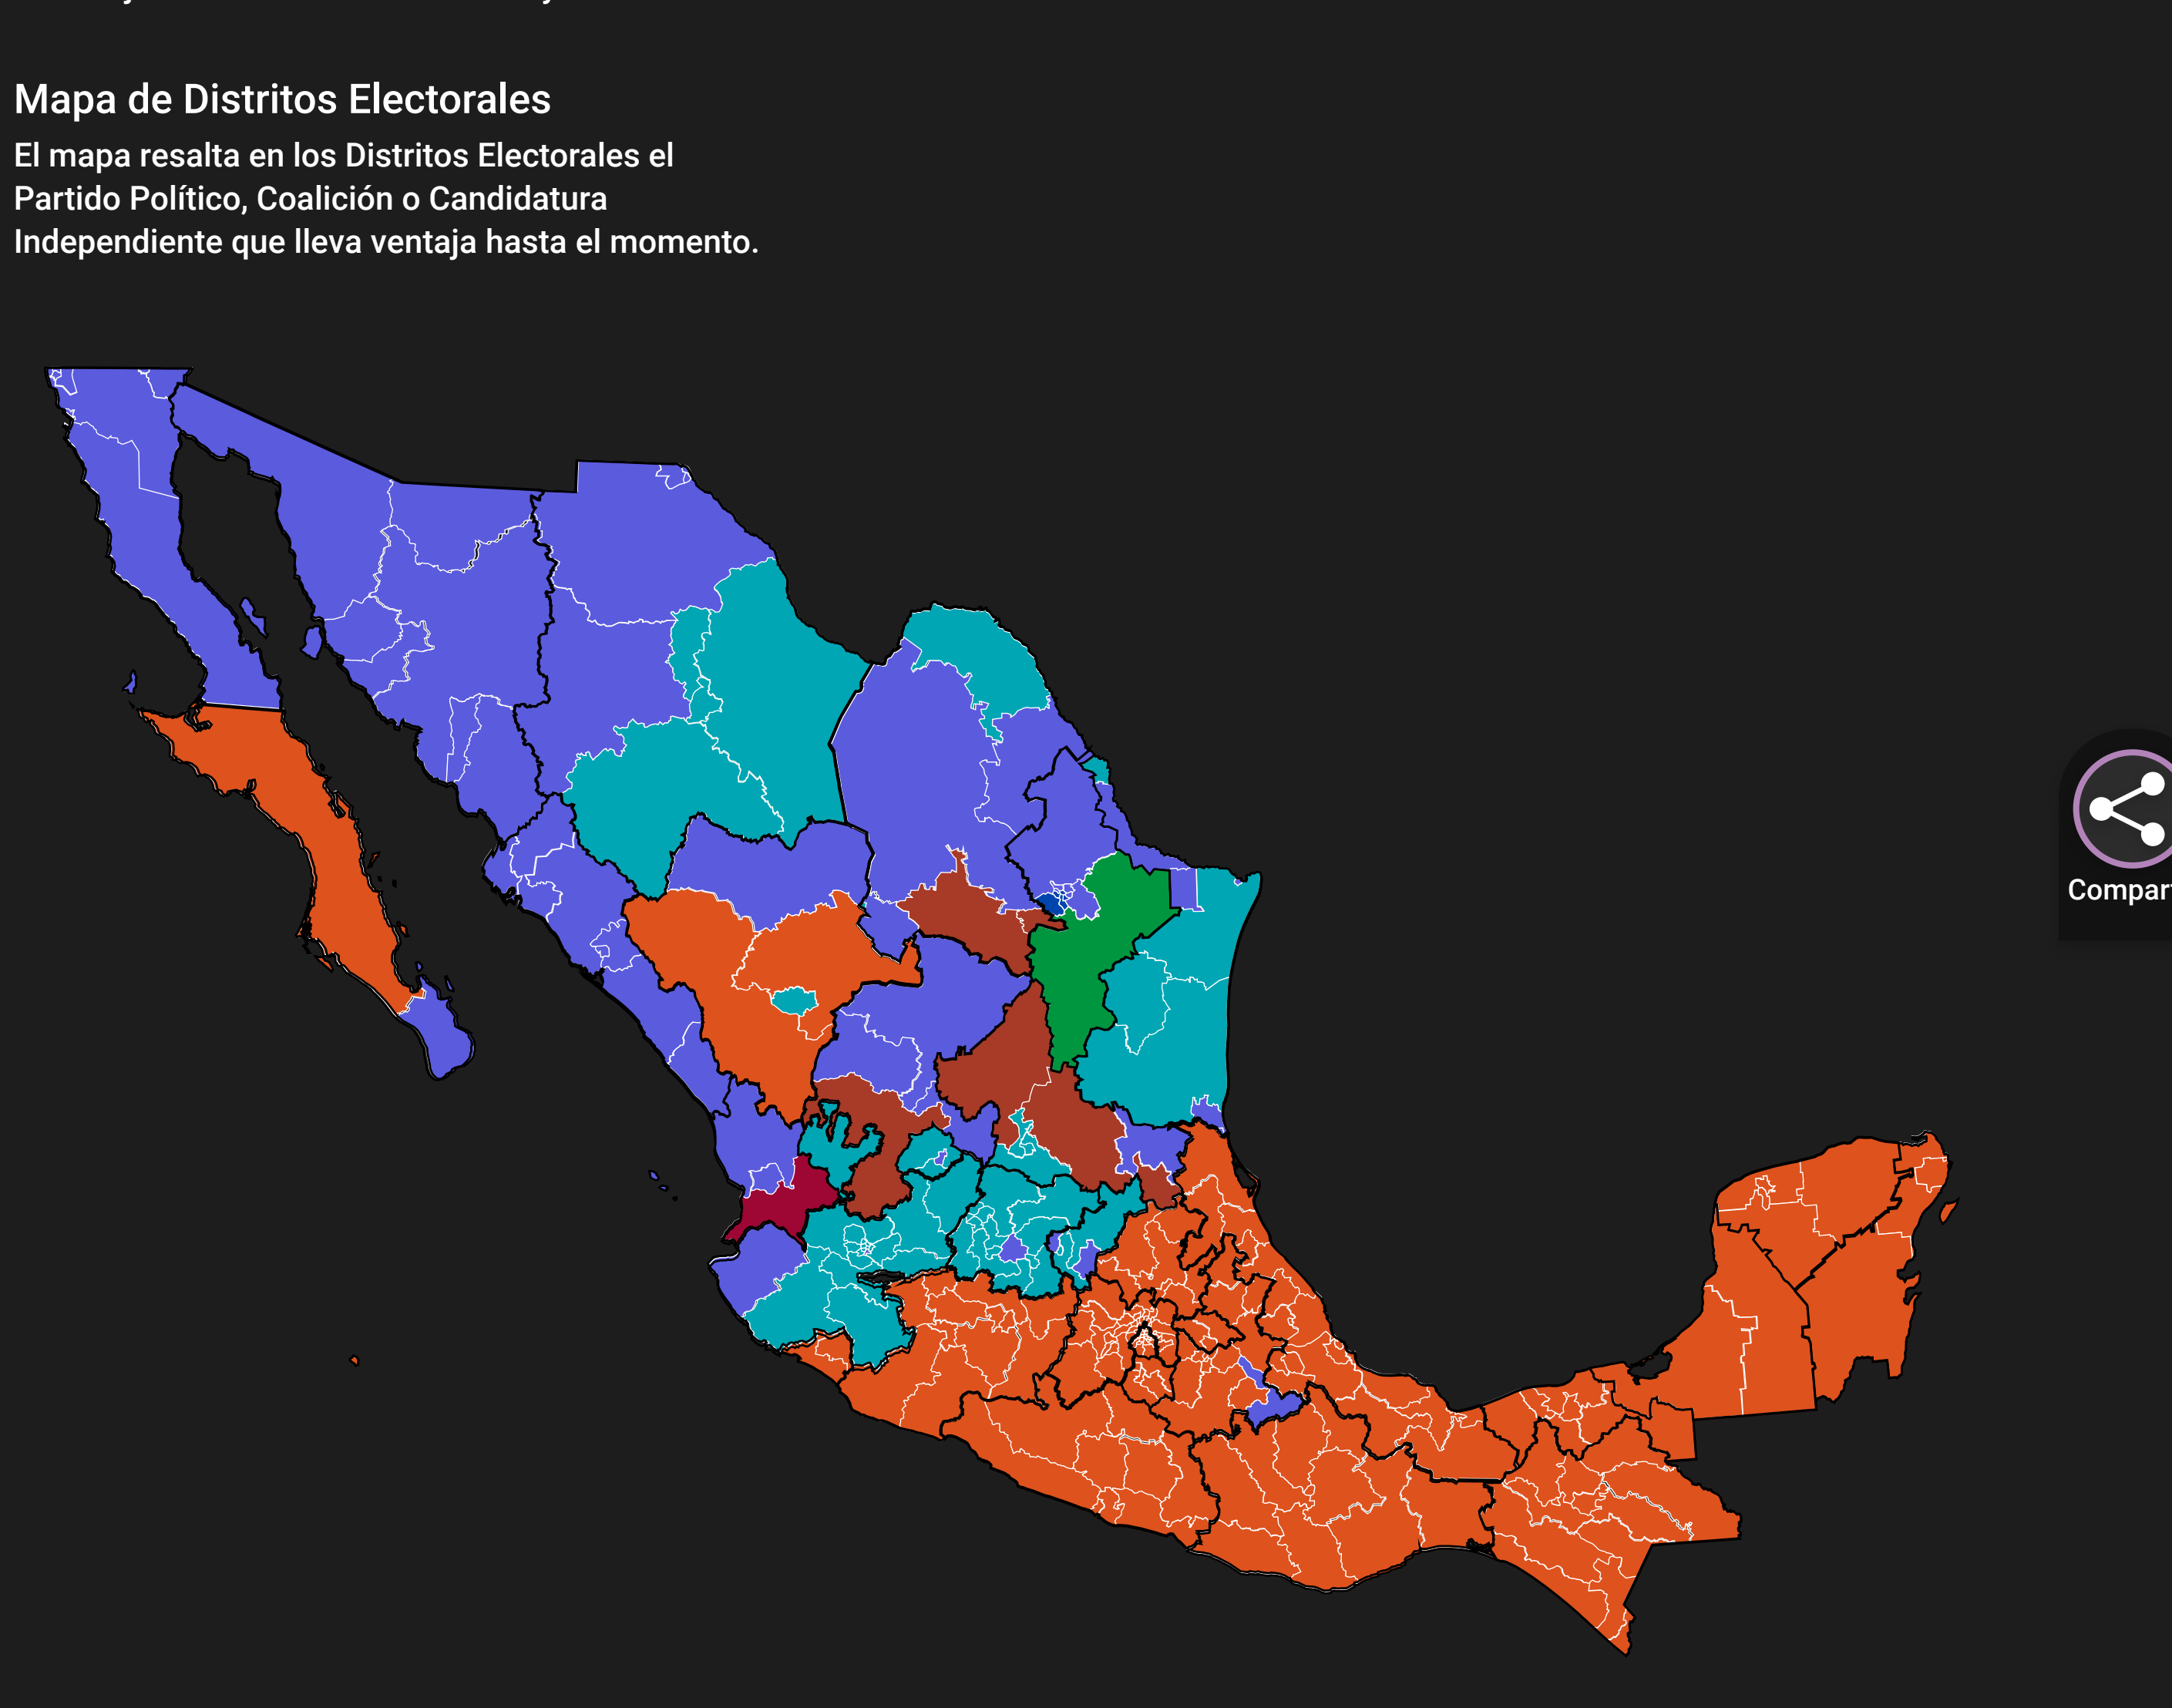 Mapa de Distritos Electorales
El mapa resalta en los Distritos Electorales el
Partido Político, Coalición o Candidatura
Independiente que lleva ventaja hasta el momento.